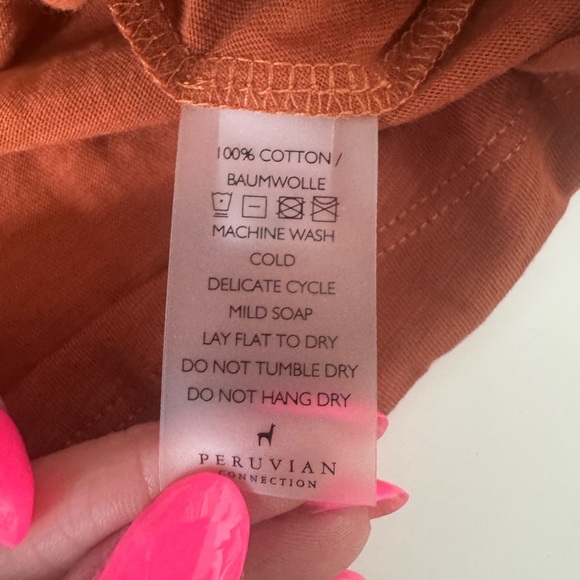 100% COTTON /
BAUMWOLLE
MACHINE WASH
COLD
DELICATE CYCLE
MILD SOAP
LAY FLAT TO DRY
DO NOT TUMBLE DRY
DO NOT HANG DRY
PERUVIAN
CONNECTION